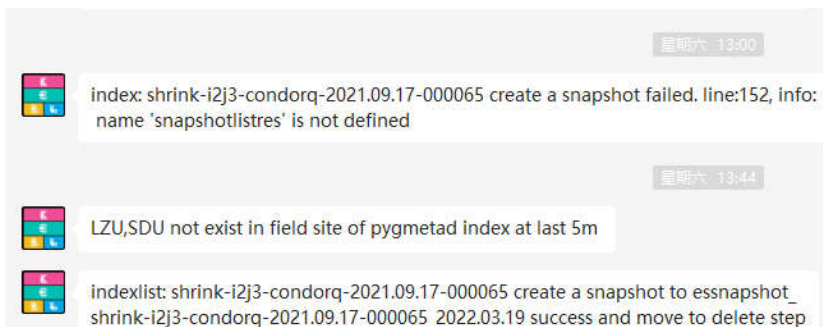 星期六 13:00
index: shrink-i2j3-condorq-2021.09.17-000065 create a snapshot failed. line:152, info:
name 'snapshotlistres' is not defined
星期六 13:44
LZU,SDU not exist in field site of pygmetad index at last 5m
indexlist: shrink-i2j3-condorq-2021.09.17-000065 create a snapshot to essnapshot_
shrink-i2j3-condorq-2021.09.17-000065_2022.03.19 success and move to delete step